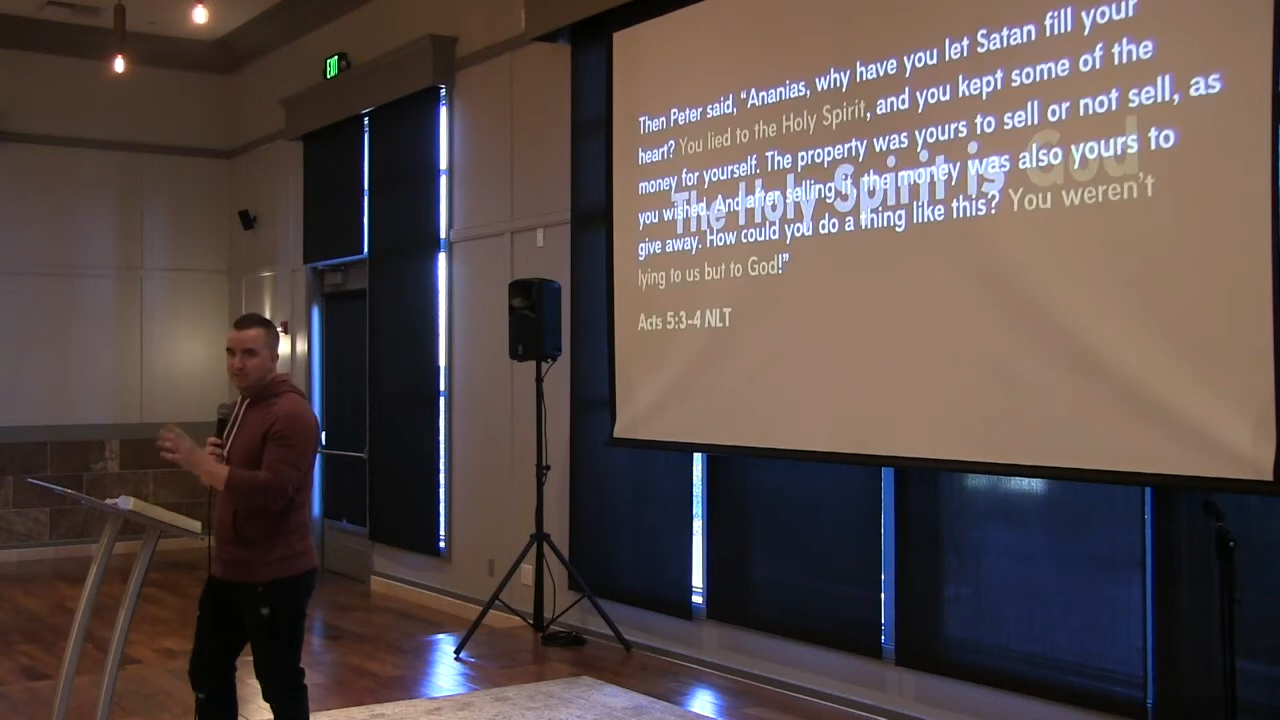 EXIT
Then Peter said, “Ananias, why have you let Satan fill your
heart? You lied to the Holy Spirit, and you kept some of the
money for yourself. The property was yours to sell or not sell, as
you wished. And after selling it, the money was also yours to
give away. How could you do a thing like this? You weren’t
lying to us but to God!”
The Holy Spirit is God
Acts 5:3-4 NLT